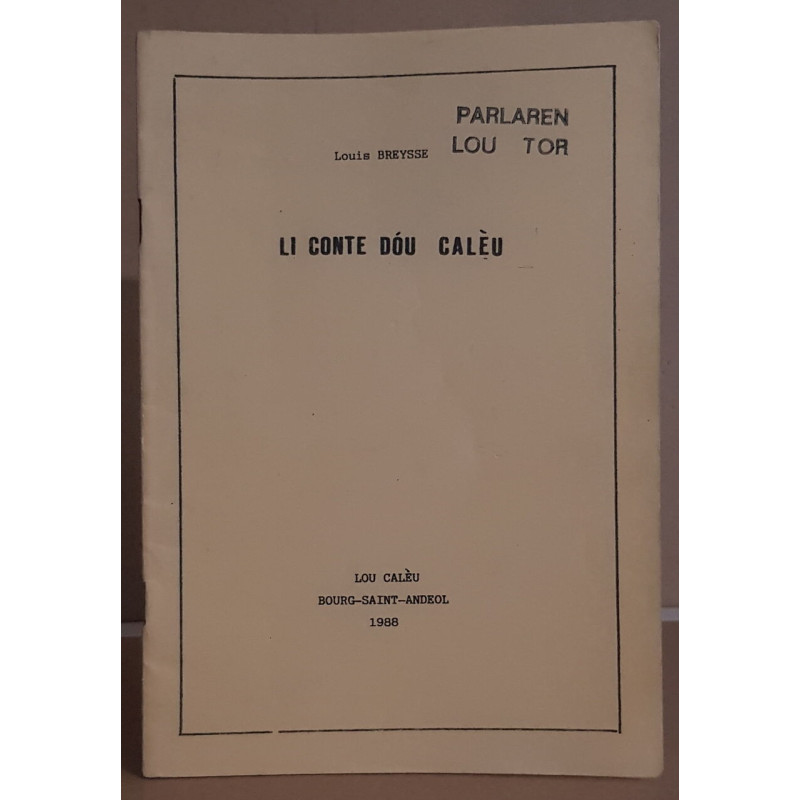 PARLAREN
LOU TOR
Louis BREYSSE
LI CONTE DÓU CALÈU
LOU CALÈU
BOURG-SAINT-ANDEOL
1988